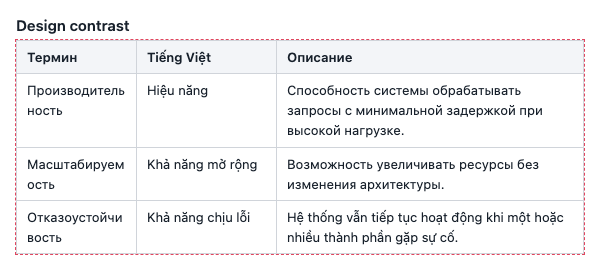 Design contrast
Термин Tiếng Việt Описание
Производитель Hiệu năng Способность системы обрабатывать
ность запросы с минимальной задержкой при
высокой нагрузке.
Масштабируем Khả năng mở rộng Возможность увеличивать ресурсы без
ость изменения архитектуры.
Отказоустойчи Khả năng chịu lỗi Hệ thống vẫn tiếp tục hoạt động khi một hoặc
вость nhiều thành phần gặp sự cố.